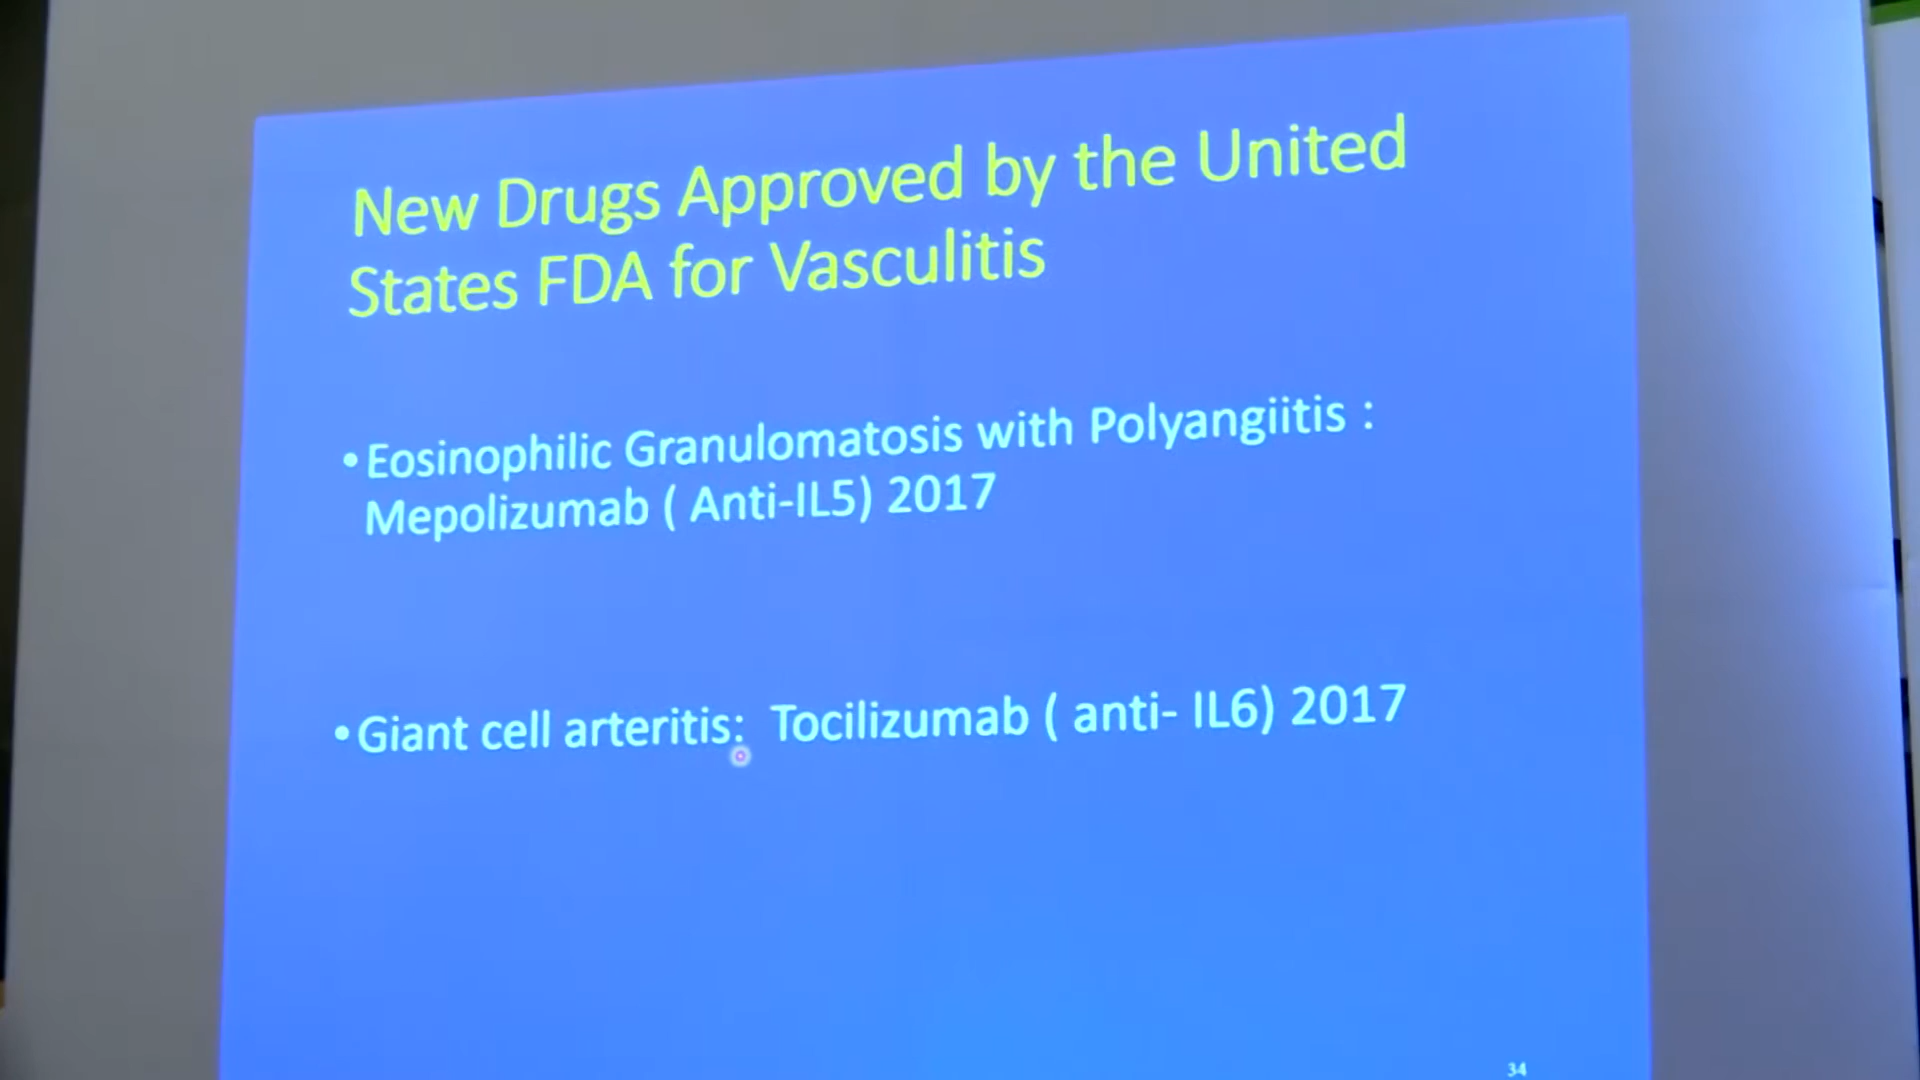 New Drugs Approved by the United
States FDA for Vasculitis
• Eosinophilic Granulomatosis with Polyangiitis :
Mepolizumab ( Anti-IL5) 2017
• Giant cell arteritis: Tocilizumab ( anti- IL6) 2017
34